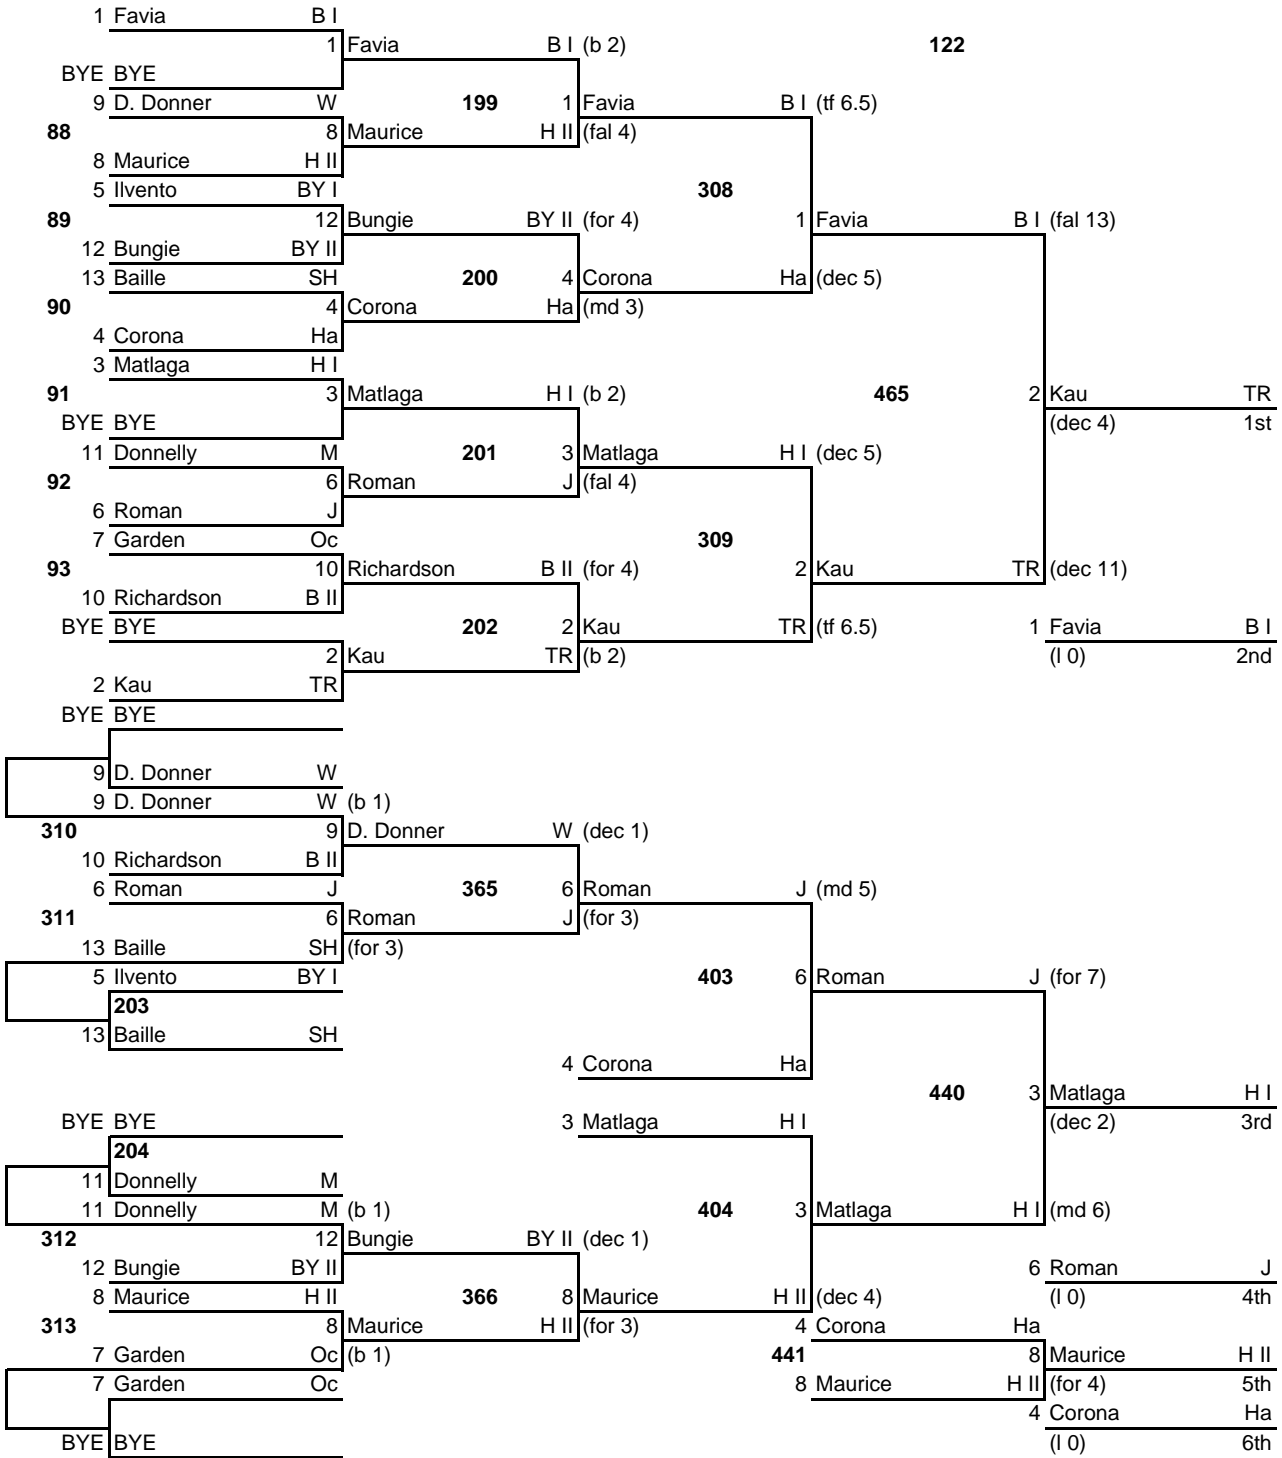 1 Favia B I
1 Favia B I (b 2) 122
BYE BYE
9 D. Donner W 199 1 Favia B I (tf 6.5)
88 8 Maurice H II (fal 4)
8 Maurice H II
5 Ilvento BY I 308
89 12 Bungie BY II (for 4) 1 Favia B I (fal 13)
12 Bungie BY II
13 Baille SH 200 4 Corona Ha (dec 5)
90 4 Corona Ha (md 3)
4 Corona Ha
3 Matlaga H I
91 3 Matlaga H I (b 2) 465 2 Kau TR
BYE BYE (dec 4) 1st
11 Donnelly M 201 3 Matlaga H I (dec 5)
92 6 Roman J (fal 4)
6 Roman J
7 Garden Oc 309
93 10 Richardson B II (for 4) 2 Kau TR (dec 11)
10 Richardson B II
BYE BYE 202 2 Kau TR (tf 6.5) 1 Favia B I
2 Kau TR (b 2) (l 0) 2nd
2 Kau TR
BYE BYE
9 D. Donner W
9 D. Donner W (b 1)
310 9 D. Donner W (dec 1)
10 Richardson B II
6 Roman J 365 6 Roman J (md 5)
311 6 Roman J (for 3)
13 Baille SH (for 3)
5 Ilvento BY I 403 6 Roman J (for 7)
203
13 Baille SH
4 Corona Ha
440 3 Matlaga H I
BYE BYE 3 Matlaga H I (dec 2) 3rd
204
11 Donnelly M
11 Donnelly M (b 1) 404 3 Matlaga H I (md 6)
312 12 Bungie BY II (dec 1)
12 Bungie BY II 6 Roman J
8 Maurice H II 366 8 Maurice H II (dec 4) (l 0) 4th
313 8 Maurice H II (for 3) 4 Corona Ha
7 Garden Oc (b 1) 441 8 Maurice H II
7 Garden Oc 8 Maurice H II (for 4) 5th
4 Corona Ha
BYE BYE (l 0) 6th